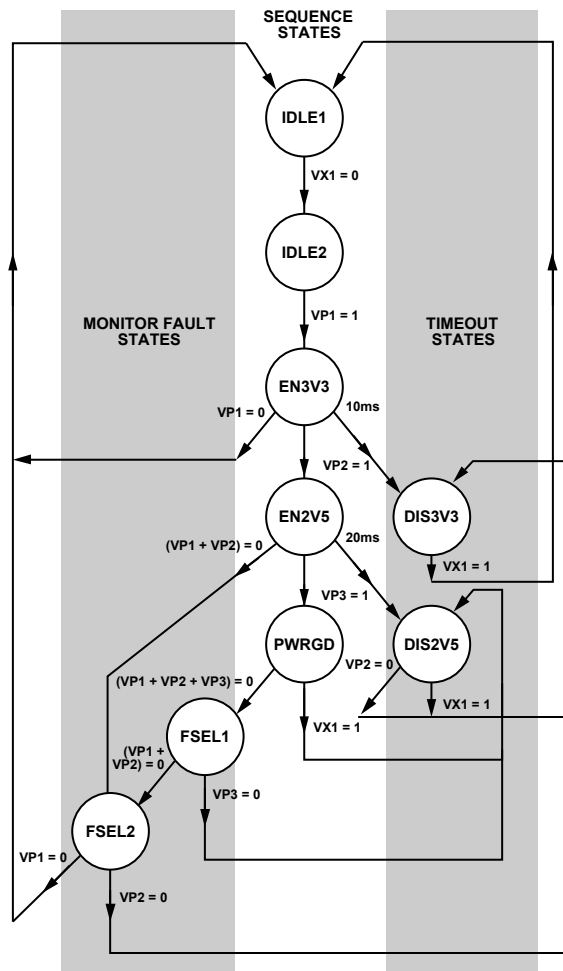 SEQUENCE
STATES
IDLE1
VX1 = 0
IDLE2
MONITOR FAULT
STATES
VP1 = 1
TIMEOUT
STATES
EN3V3
VP1 = 0
10ms
VP2 = 1
DIS3V3
EN2V5
(VP1 + VP2) = 0
20ms
VX1 = 1
VP3 = 1
PWRGD
DIS2V5
VP2 = 0
(VP1 + VP2 + VP3) = 0
VX1 = 1
VX1 = 1
FSEL1
(VP1 +
VP2) = 0
VP3 = 0
FSEL2
VP1 = 0
VP2 = 0